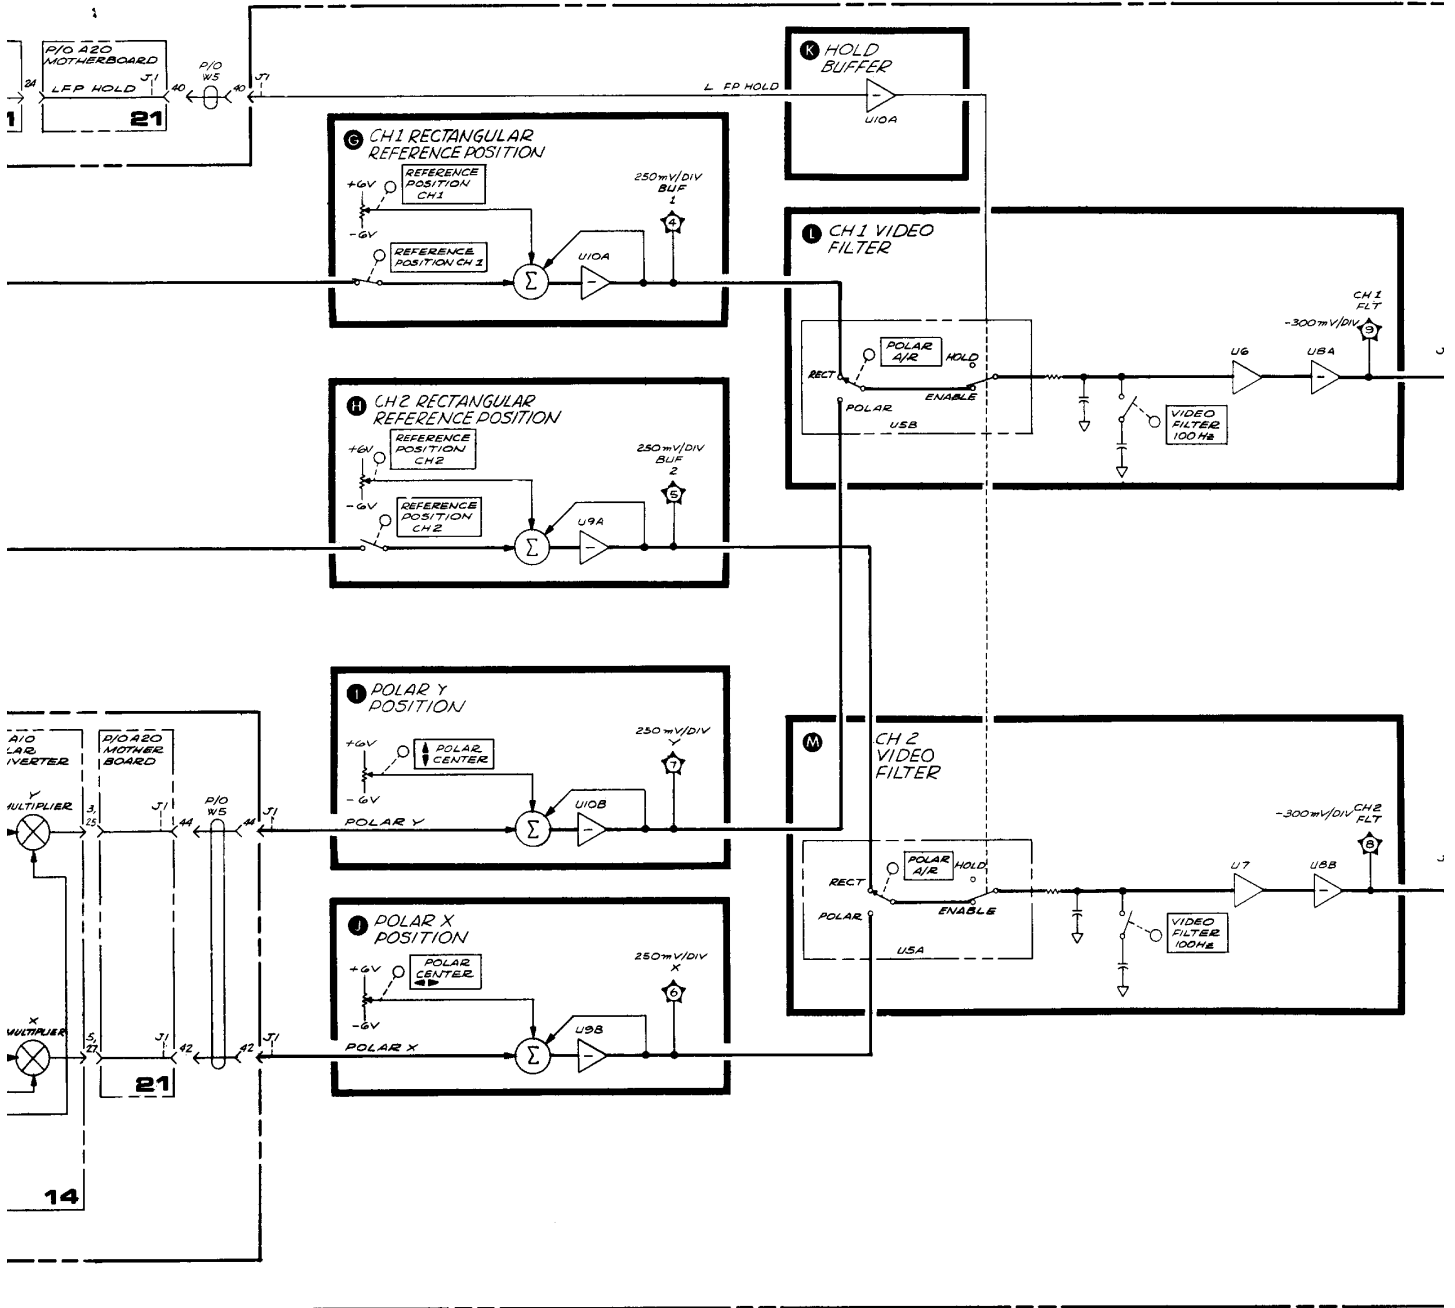 P/O A20
MOTHERBOARD
J1
24
LFP HOLD
40
21
P/O
W5
40
J1
L FP HOLD
K HOLD
BUFFER
U10A
G CH1 RECTANGULAR
REFERENCE POSITION
+6V
REFERENCE
POSITION
CH1
-6V
REFERENCE
POSITION CH 1
Σ
U10A
-
250mV/DIV
BUF
1
4
L CH1 VIDEO
FILTER
RECT
POLAR
A/R
HOLD
POLAR
ENABLE
U5B
VIDEO
FILTER
100 Hz
U6
U8A
-
CH 1
FLT
-300mV/DIV
9
H CH2 RECTANGULAR
REFERENCE POSITION
+6V
REFERENCE
POSITION
CH2
-6V
REFERENCE
POSITION
CH2
Σ
U9A
-
250mV/DIV
BUF
2
5
I POLAR Y
POSITION
+6V
POLAR
CENTER
-6V
POLAR Y
Σ
U10B
-
250mV/DIV
Y
7
M CH 2
VIDEO
FILTER
RECT
POLAR
A/R
HOLD
POLAR
ENABLE
U5A
VIDEO
FILTER
100Hz
U7
U8B
-
CH2
FLT
-300mV/DIV
8
J POLAR X
POSITION
+6V
POLAR
CENTER
-6V
POLAR X
Σ
U9B
-
250mV/DIV
X
6
A10
LAR
IVERTER
P/O A20
MOTHER
BOARD
Y
MULTIPLIER
3,
25
J1
44
P/O
W5
44
J1
X
MULTIPLIER
5,
27
J1
42
42
J1
21
14